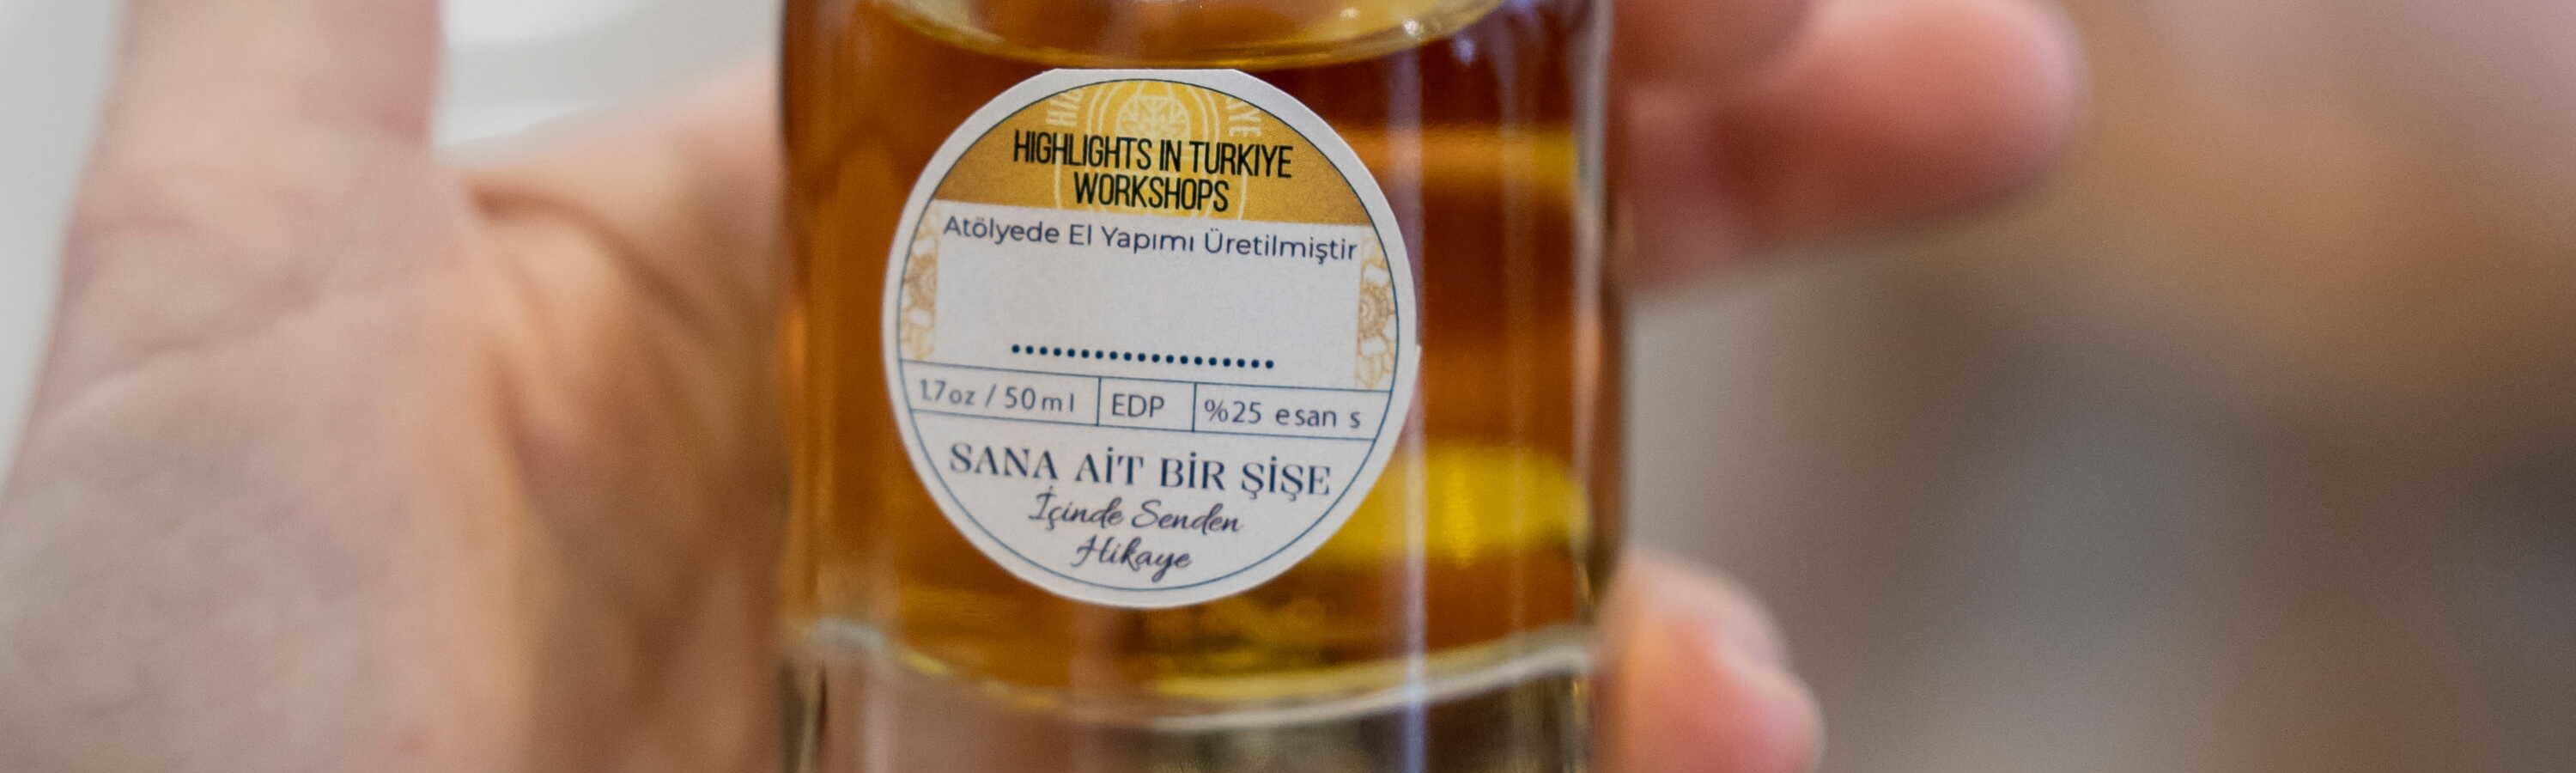 HIGHLIGHTS IN TURKIYE
WORKSHOPS
Atölyede El Yapımı Üretilmiştir
...................
1.7oz / 50ml EDP %25 esans
SANA AİT BİR ŞİŞE
İçinde Senden
Hikaye